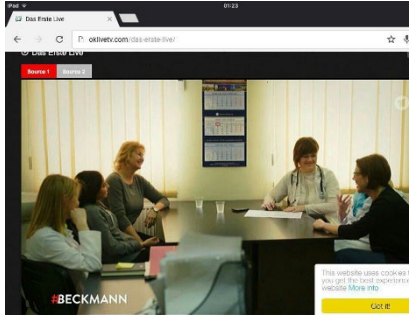 iPad
01:23
Das Erste Live
oklivetv.com/das-erste-live/
Das Erste Live
Source 1
Source 2
#BECKMANN
This website uses cookies
you get the best experience
website More info
Got it!